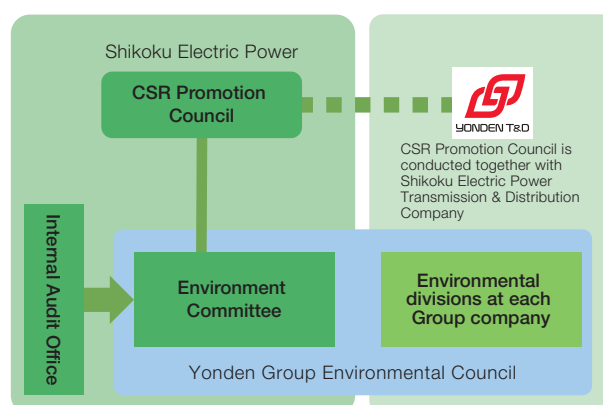 Shikoku Electric Power
CSR Promotion
Council
YONDEN T&D
CSR Promotion Council is
conducted together with
Shikoku Electric Power
Transmission & Distribution
Company
Internal Audit Office
Environment
Committee
Environmental
divisions at each
Group company
Yonden Group Environmental Council